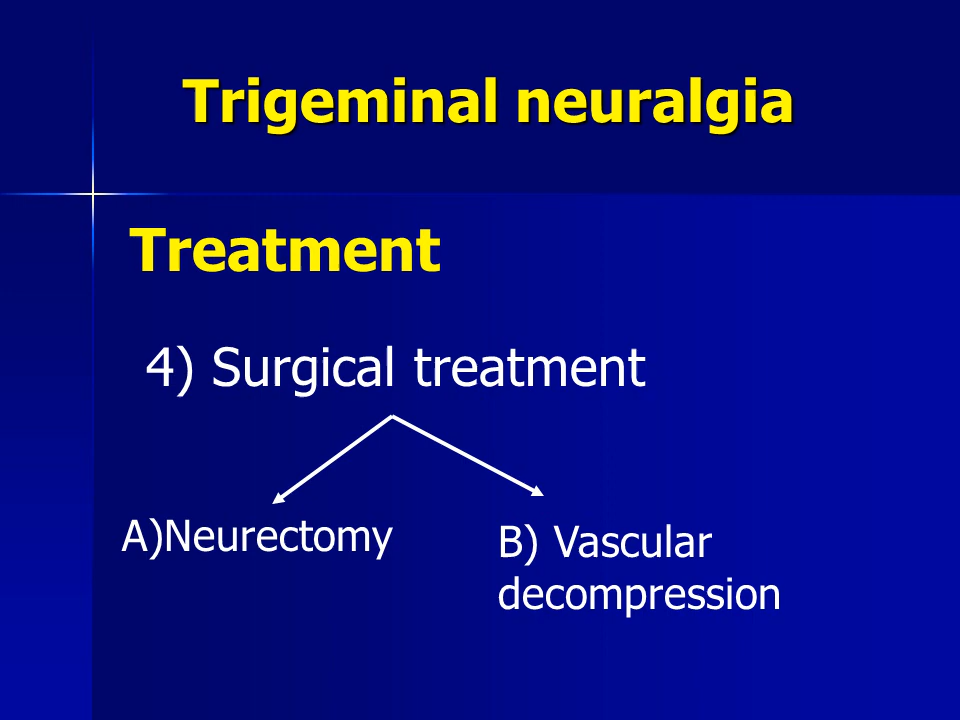 Trigeminal neuralgia
Treatment
4) Surgical treatment
A)Neurectomy
B) Vascular
decompression